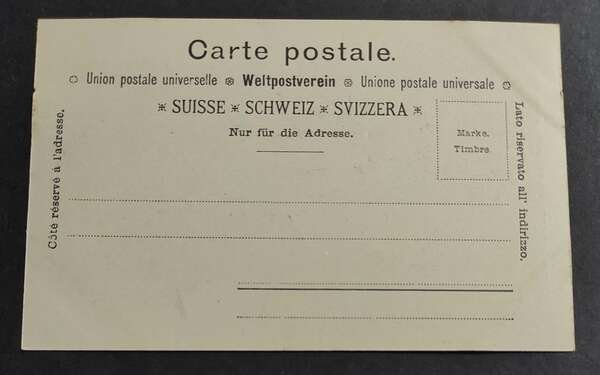 Carte postale.
Union postale universelle ❁ Weltpostverein ❁ Unione postale universale
* SUISSE * SCHWEIZ * SVIZZERA *
Nur für die Adresse.
Marke.
Timbre.
Côté réservé à l'adresse.
Lato riservato all' indirizzo.